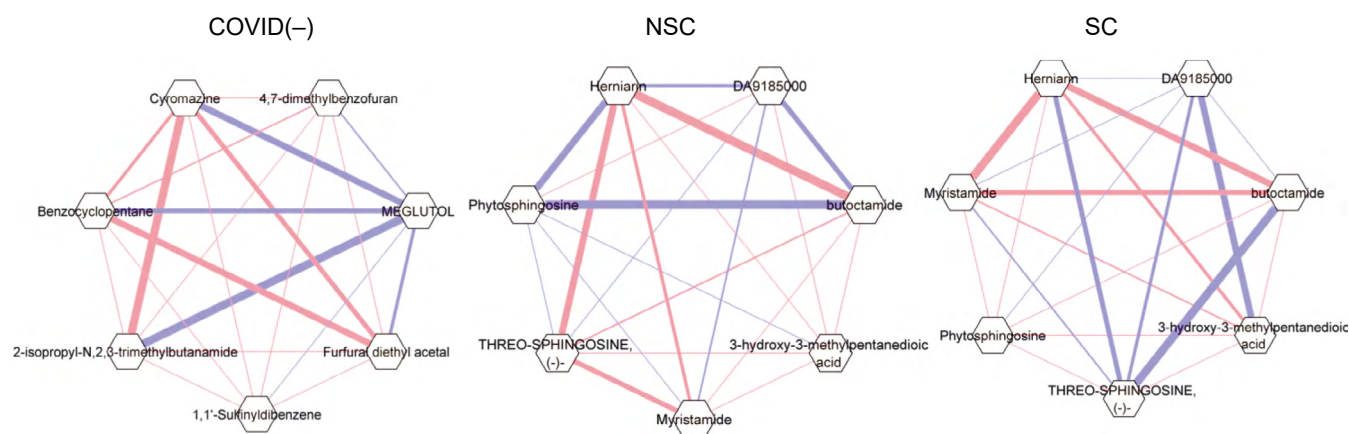 COVID(–)
Cyromazine
4,7-dimethylbenzofuran
Benzocyclopentane
MEGLUTOL
2-isopropyl-N,2,3-trimethylbutanamide
Furfural diethyl acetal
1,1'-Sulfinyldibenzene
NSC
Herniarin
DA9185000
Phytosphingosine
butoctamide
THREO-SPHINGOSINE,
(-)-
3-hydroxy-3-methylpentanedioic
acid
Myristamide
SC
Herniarin
DA9185000
Myristamide
butoctamide
Phytosphingosine
3-hydroxy-3-methylpentanedioic
acid
THREO-SPHINGOSINE,
(-)-